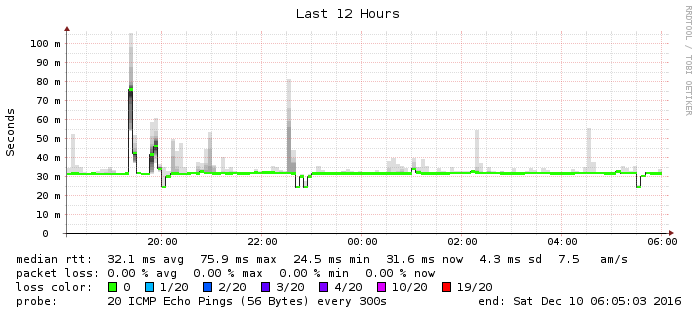 Last 12 Hours
RRDTOOL / TOBI OETIKER
Seconds
100 m
90 m
80 m
70 m
60 m
50 m
40 m
30 m
20 m
10 m
0
20:00 22:00 00:00 02:00 04:00 06:00
median rtt: 32.1 ms avg 75.9 ms max 24.5 ms min 31.6 ms now 4.3 ms sd 7.5 am/s
packet loss: 0.00 % avg 0.00 % max 0.00 % min 0.00 % now
loss color: 0 1/20 2/20 3/20 4/20 10/20 19/20
probe: 20 ICMP Echo Pings (56 Bytes) every 300s end: Sat Dec 10 06:05:03 2016